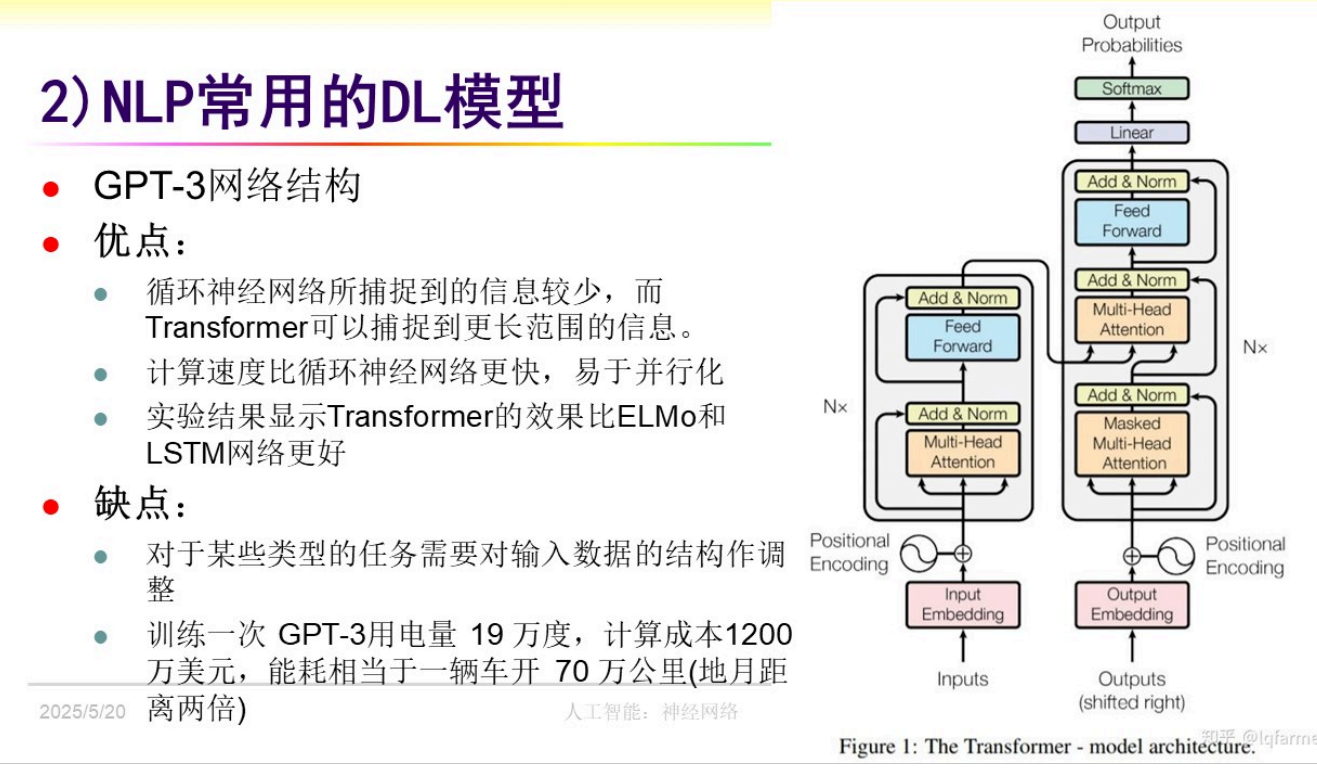 2)NLP常用的DL模型
GPT-3网络结构
优点：
循环神经网络所捕捉到的信息较少，而
Transformer可以捕捉到更长范围的信息。
计算速度比循环神经网络更快，易于并行化
实验结果显示Transformer的效果比ELMo和
LSTM网络更好
缺点：
对于某些类型的任务需要对输入数据的结构作调
整
训练一次 GPT-3用电量 19 万度，计算成本1200
万美元，能耗相当于一辆车开 70 万公里(地月距
离两倍)
2025/5/20
人工智能：神经网络
Output
Probabilities
Softmax
Linear
Add & Norm
Feed
Forward
Add & Norm
Multi-Head
Attention
N×
Add & Norm
Masked
Multi-Head
Attention
Add & Norm
Feed
Forward
N×
Add & Norm
Multi-Head
Attention
Positional
Encoding
Positional
Encoding
Input
Embedding
Output
Embedding
Inputs
Outputs
(shifted right)
Figure 1: The Transformer - model architecture.
知乎 @lqfarme